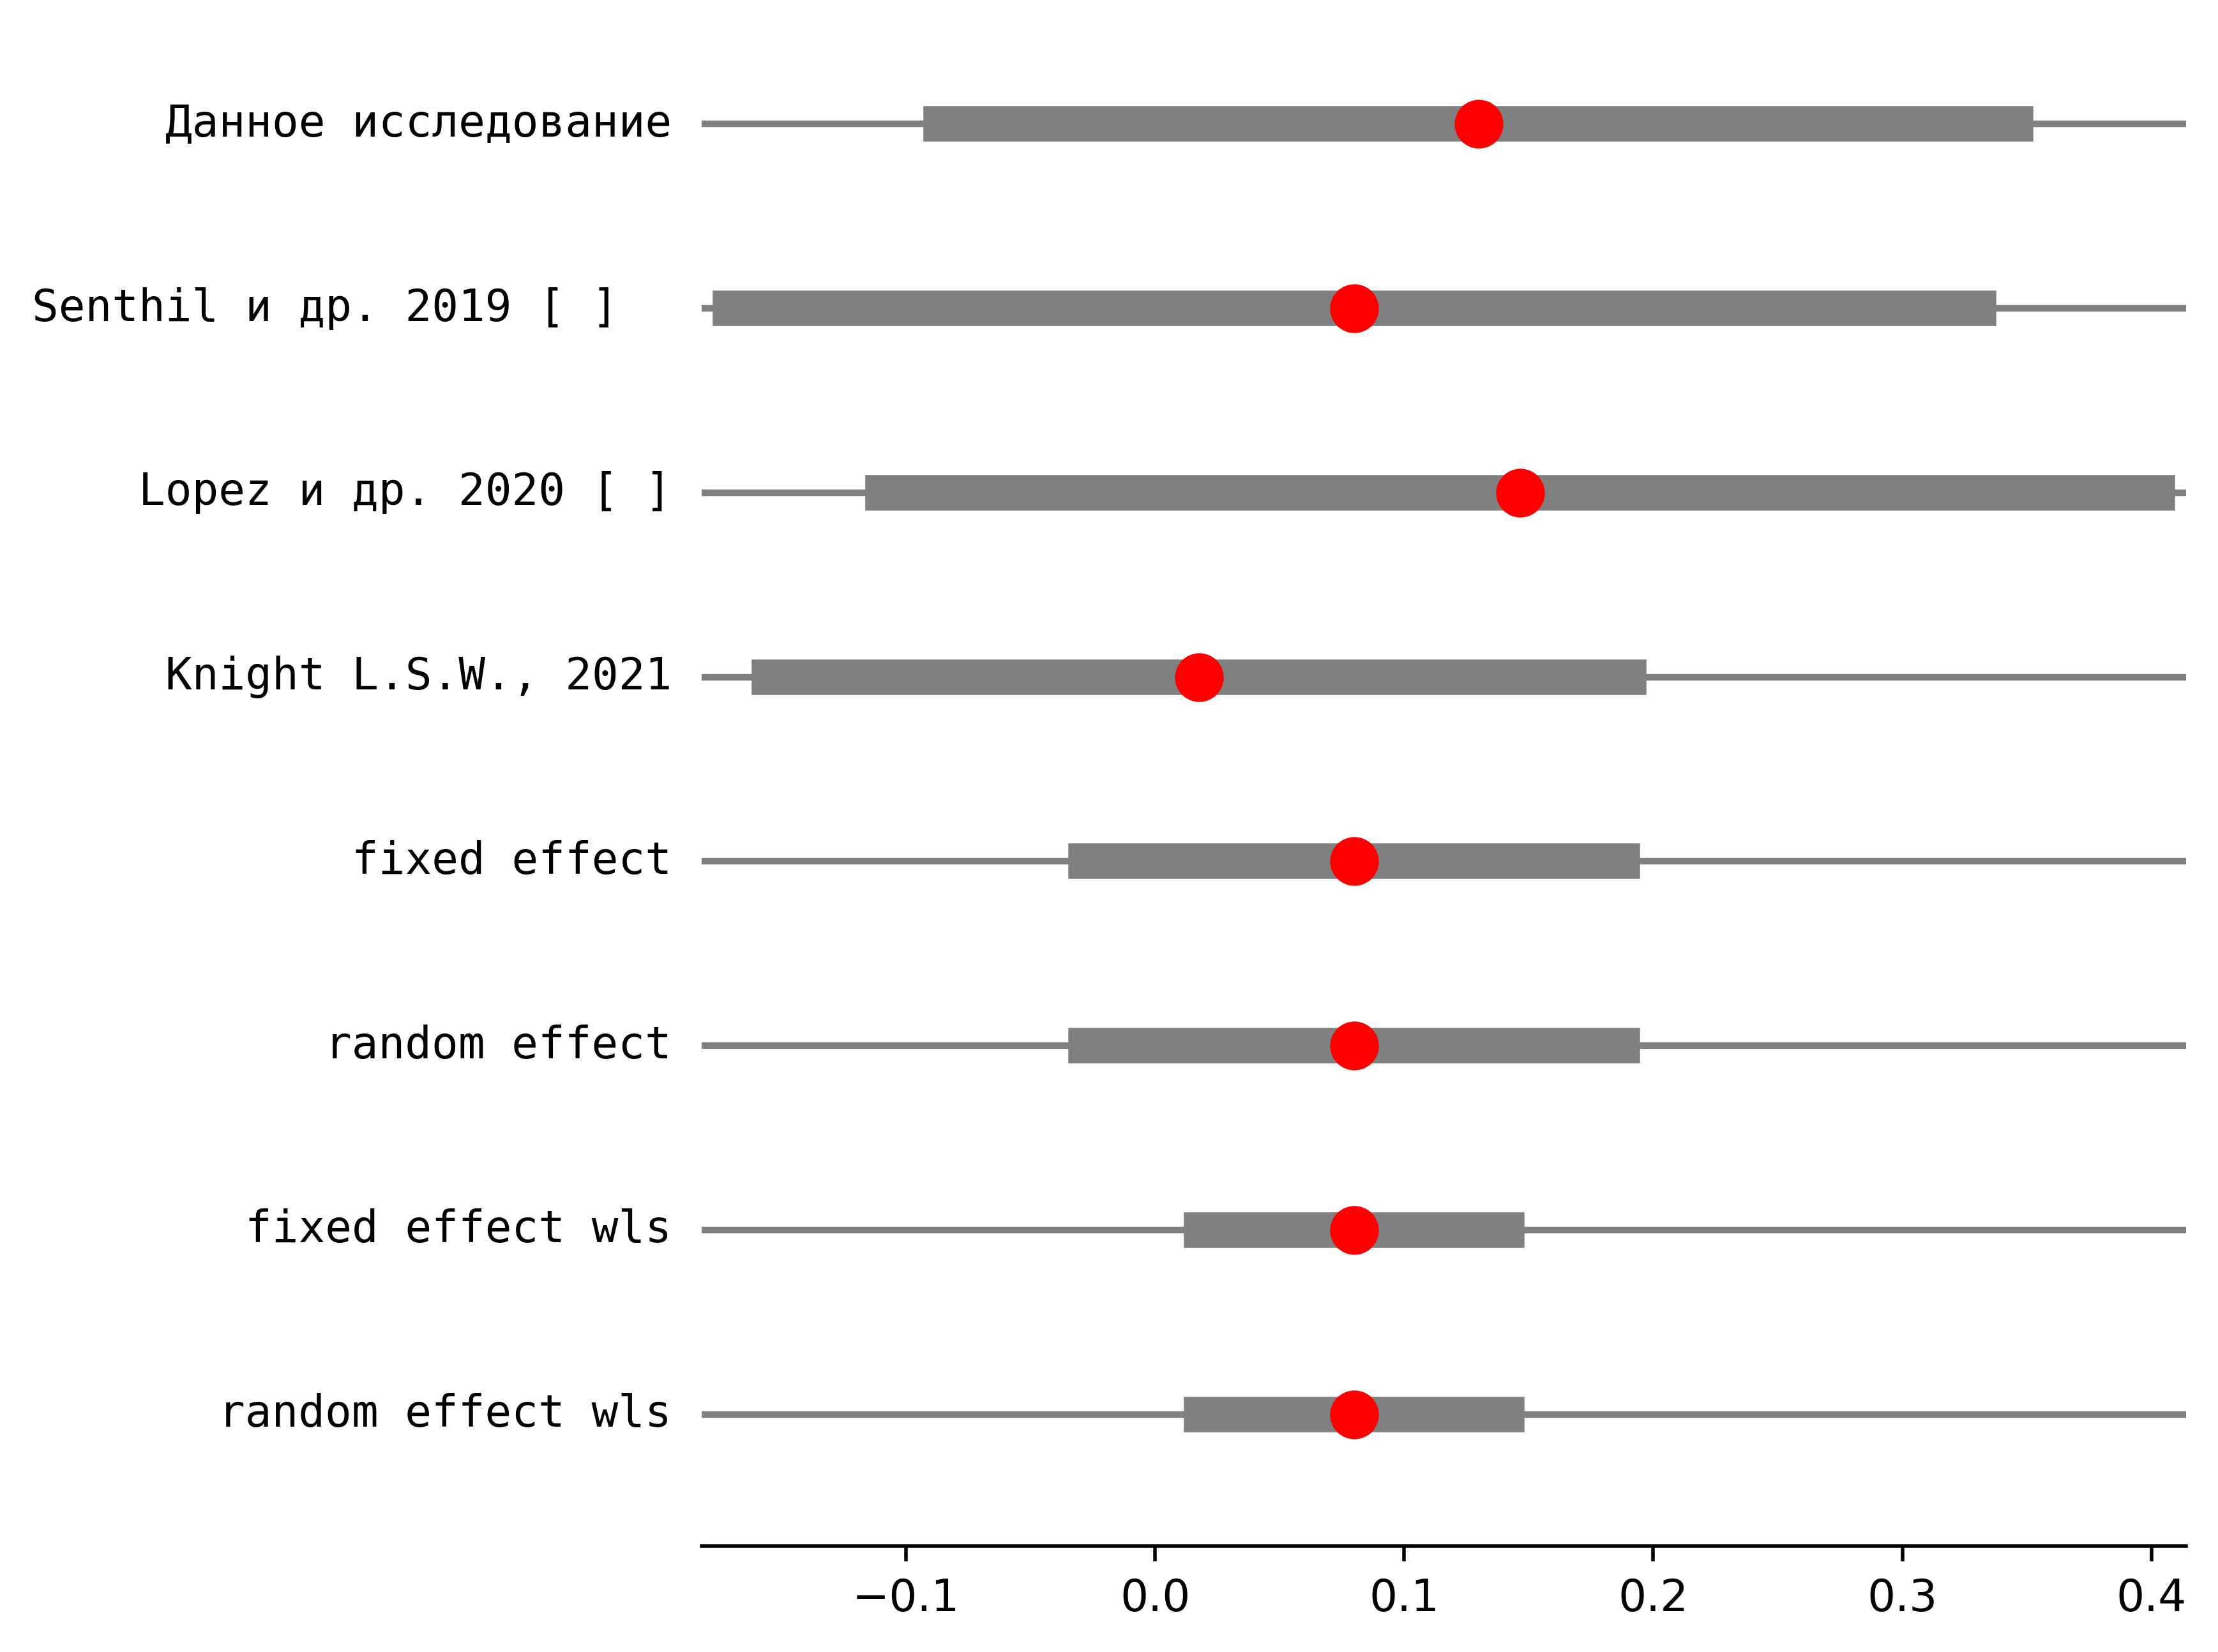 Данное исследование
Senthil и др. 2019 [ ]
Lopez и др. 2020 [ ]
Knight L.S.W., 2021
fixed effect
random effect
fixed effect wls
random effect wls
−0.1 0.0 0.1 0.2 0.3 0.4